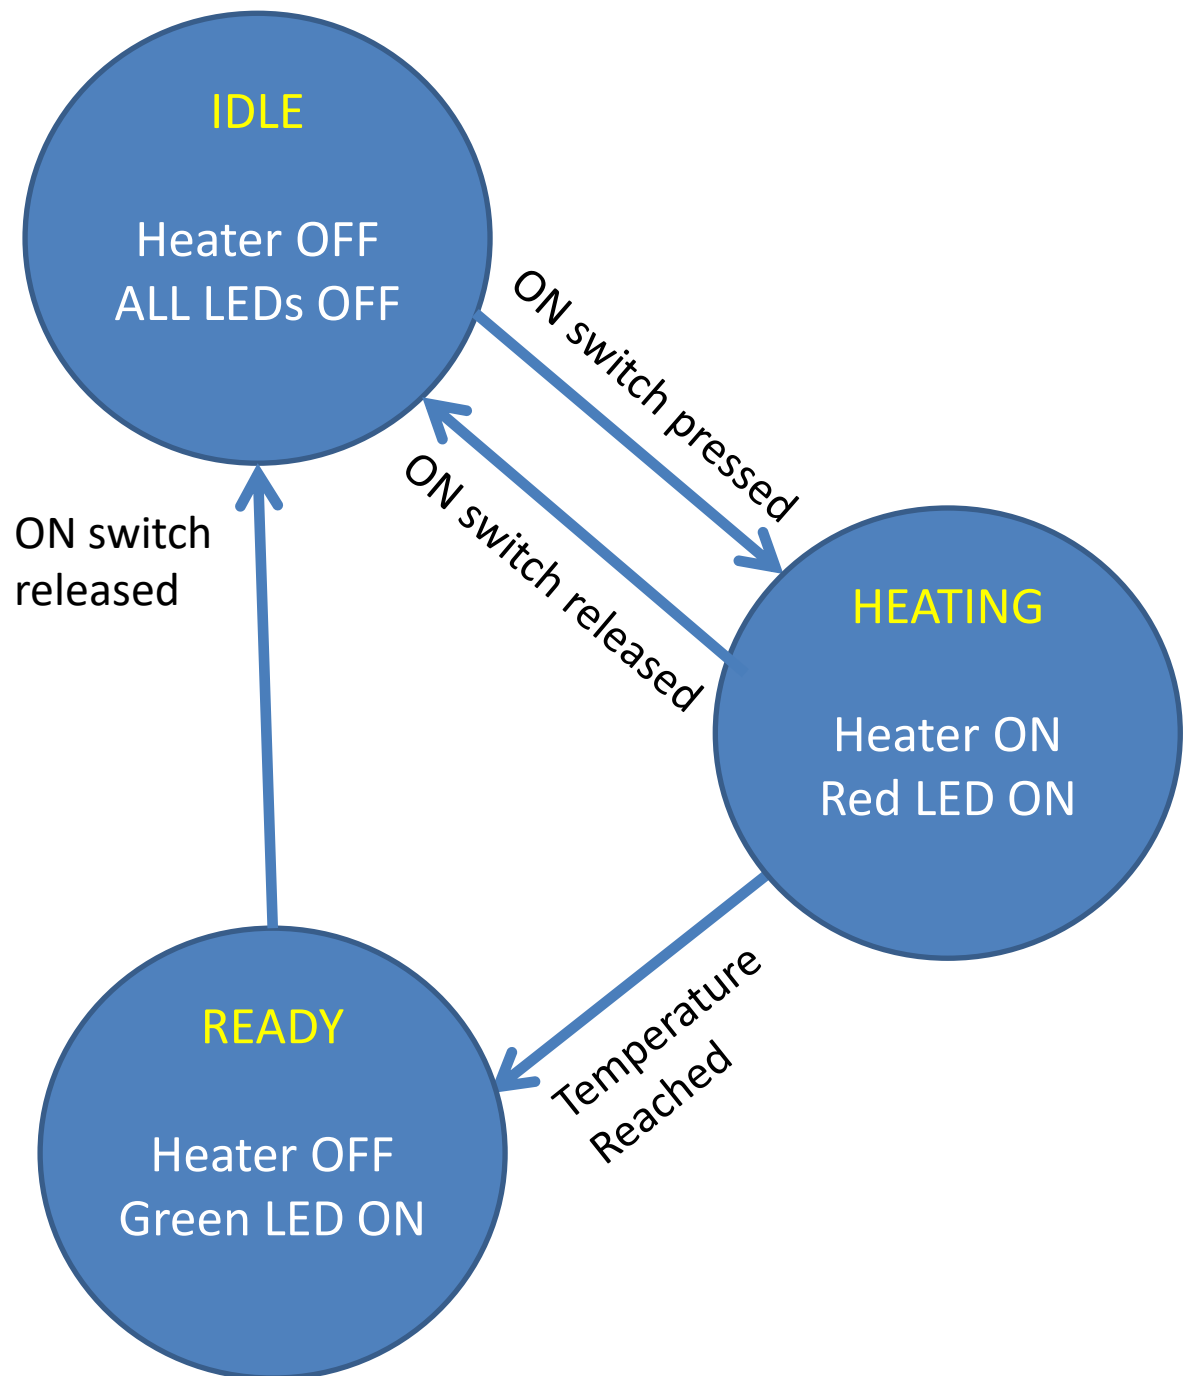 IDLE
Heater OFF
ALL LEDs OFF
ON switch pressed
ON switch released
ON switch
released
HEATING
Heater ON
Red LED ON
Temperature
Reached
READY
Heater OFF
Green LED ON